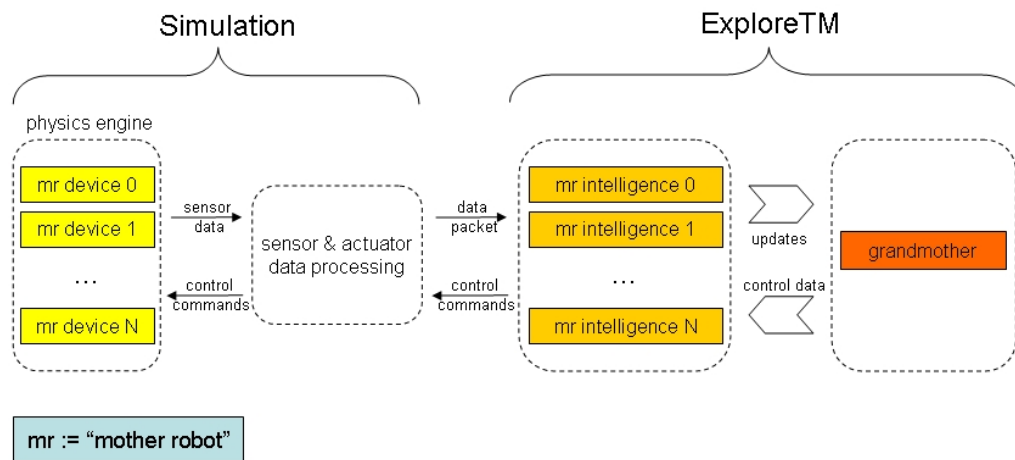 Simulation
ExploreTM
physics engine
mr device 0
mr device 1
...
mr device N
sensor
data
control
commands
sensor & actuator
data processing
data
packet
control
commands
mr intelligence 0
mr intelligence 1
...
mr intelligence N
updates
control data
grandmother
mr := “mother robot”